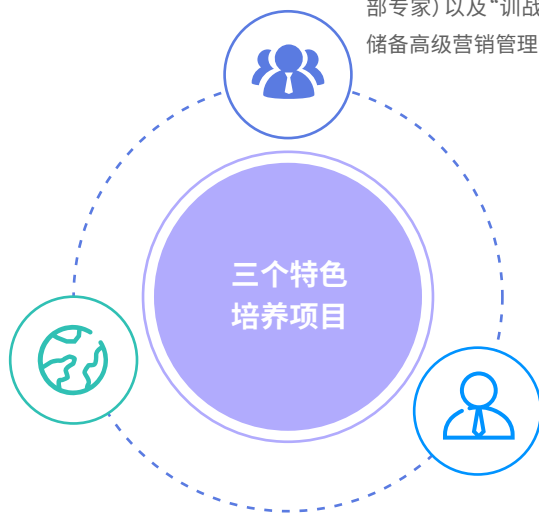 部专家）以及“训战
储备高级营销管理
三个特色
培养项目